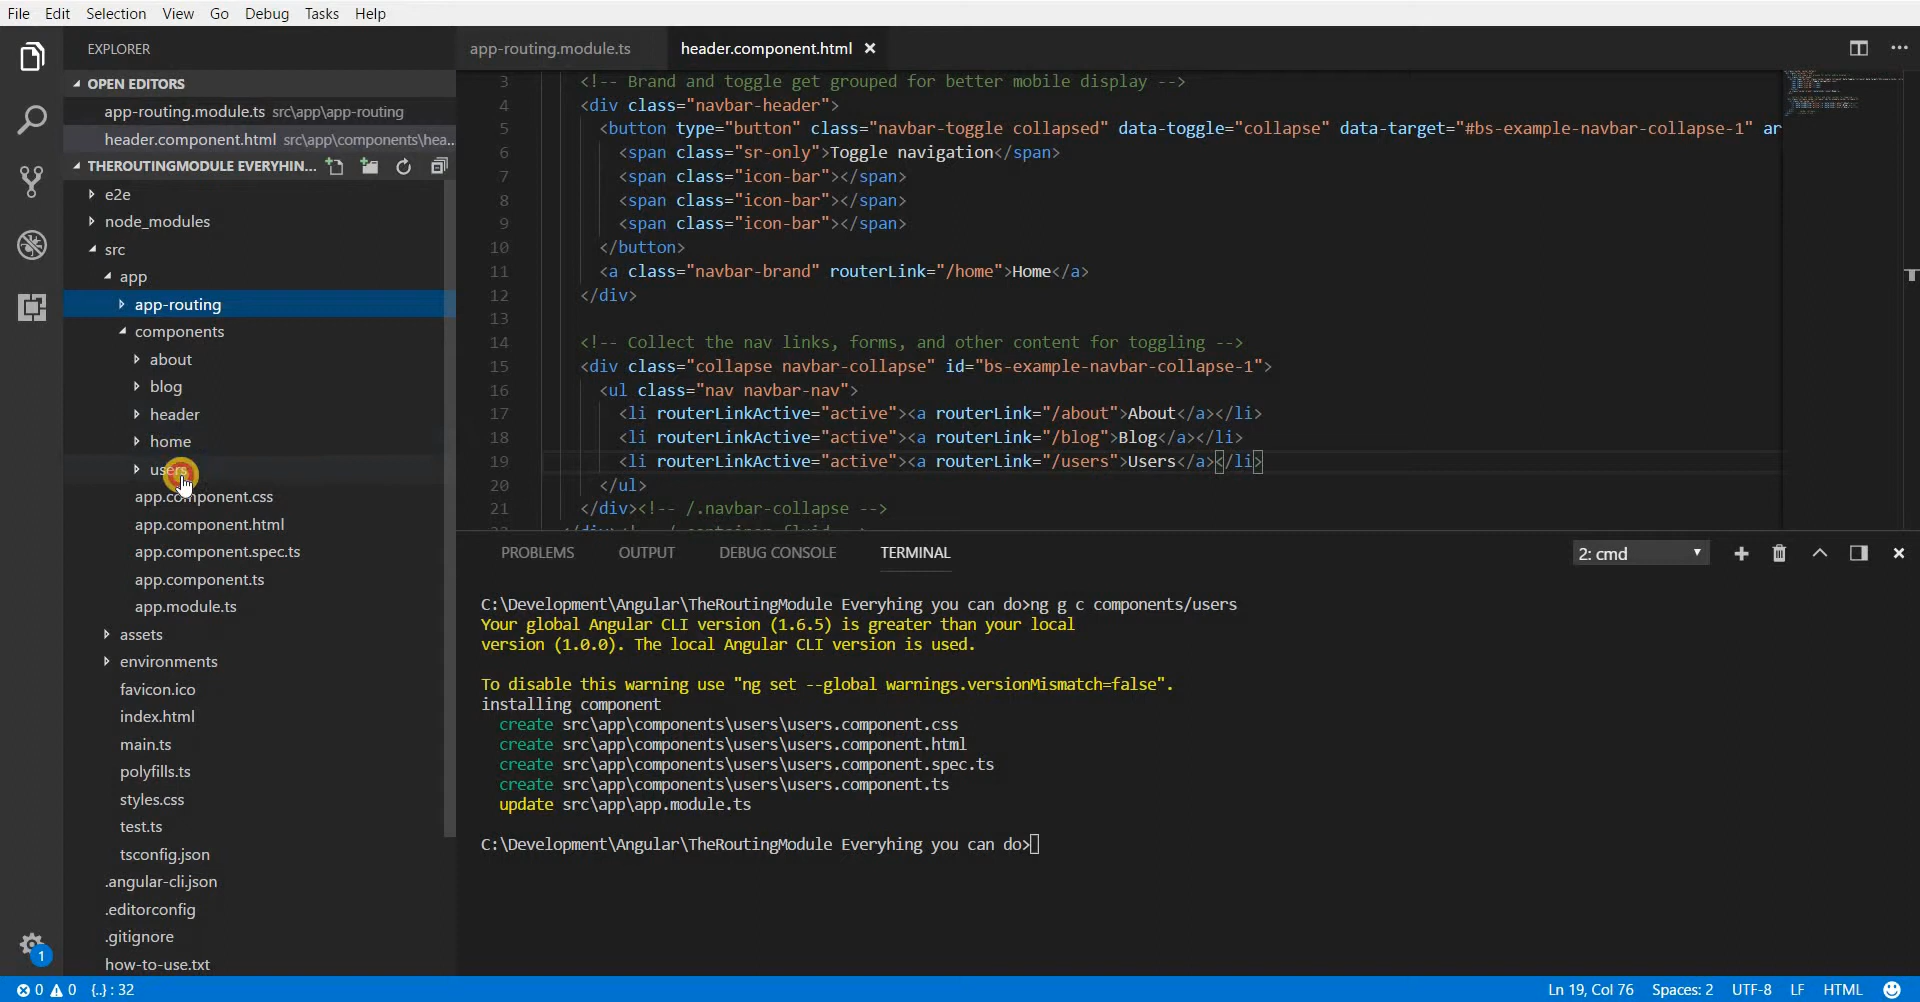 File Edit Selection View Go Debug Tasks Help
EXPLORER
OPEN EDITORS
app-routing.module.ts src\app\app-routing
header.component.html src\app\components\hea...
THEROUTINGMODULE EVERYHIN...
e2e
node_modules
src
app
app-routing
components
about
blog
header
home
users
app.component.css
app.component.html
app.component.spec.ts
app.component.ts
app.module.ts
assets
environments
favicon.ico
index.html
main.ts
polyfills.ts
styles.css
test.ts
tsconfig.json
.angular-cli.json
.editorconfig
.gitignore
how-to-use.txt
1
app-routing.module.ts header.component.html
3 <!-- Brand and toggle get grouped for better mobile display -->
4 <div class="navbar-header">
5 <button type="button" class="navbar-toggle collapsed" data-toggle="collapse" data-target="#bs-example-navbar-collapse-1" ar
6 <span class="sr-only">Toggle navigation</span>
7 <span class="icon-bar"></span>
8 <span class="icon-bar"></span>
9 <span class="icon-bar"></span>
10 </button>
11 <a class="navbar-brand" routerLink="/home">Home</a>
12 </div>
13
14 <!-- Collect the nav links, forms, and other content for toggling -->
15 <div class="collapse navbar-collapse" id="bs-example-navbar-collapse-1">
16 <ul class="nav navbar-nav">
17 <li routerLinkActive="active"><a routerLink="/about">About</a></li>
18 <li routerLinkActive="active"><a routerLink="/blog">Blog</a></li>
19 <li routerLinkActive="active"><a routerLink="/users">Users</a></li>
20 </ul>
21 </div><!-- /.navbar-collapse -->
PROBLEMS OUTPUT DEBUG CONSOLE TERMINAL 2: cmd
C:\Development\Angular\TheRoutingModule Everyhing you can do>ng g c components/users
Your global Angular CLI version (1.6.5) is greater than your local
version (1.0.0). The local Angular CLI version is used.
To disable this warning use "ng set --global warnings.versionMismatch=false".
installing component
create src\app\components\users\users.component.css
create src\app\components\users\users.component.html
create src\app\components\users\users.component.spec.ts
create src\app\components\users\users.component.ts
update src\app\app.module.ts
C:\Development\Angular\TheRoutingModule Everyhing you can do>
0 0 {..} : 32 Ln 19, Col 76 Spaces: 2 UTF-8 LF HTML